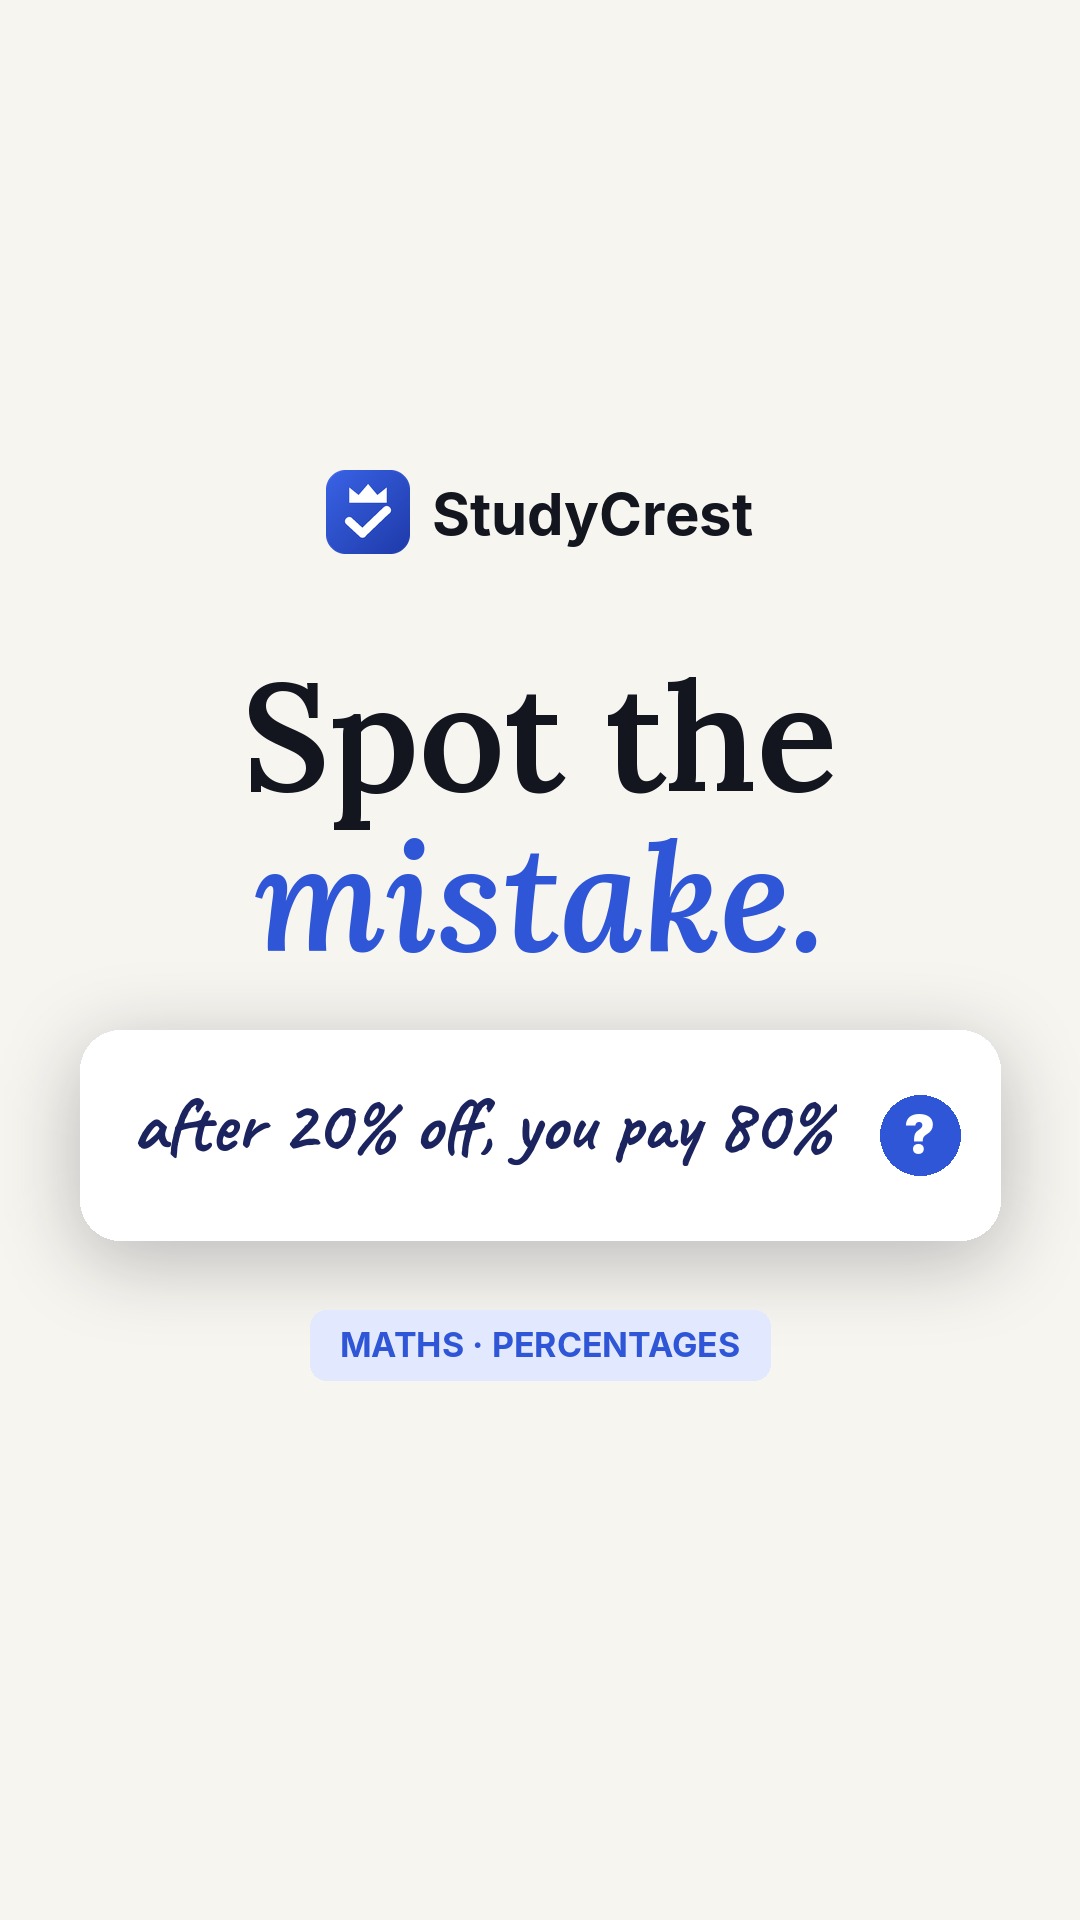 StudyCrest
Spot the
mistake.
after 20% off, you pay 80%
?
MATHS · PERCENTAGES